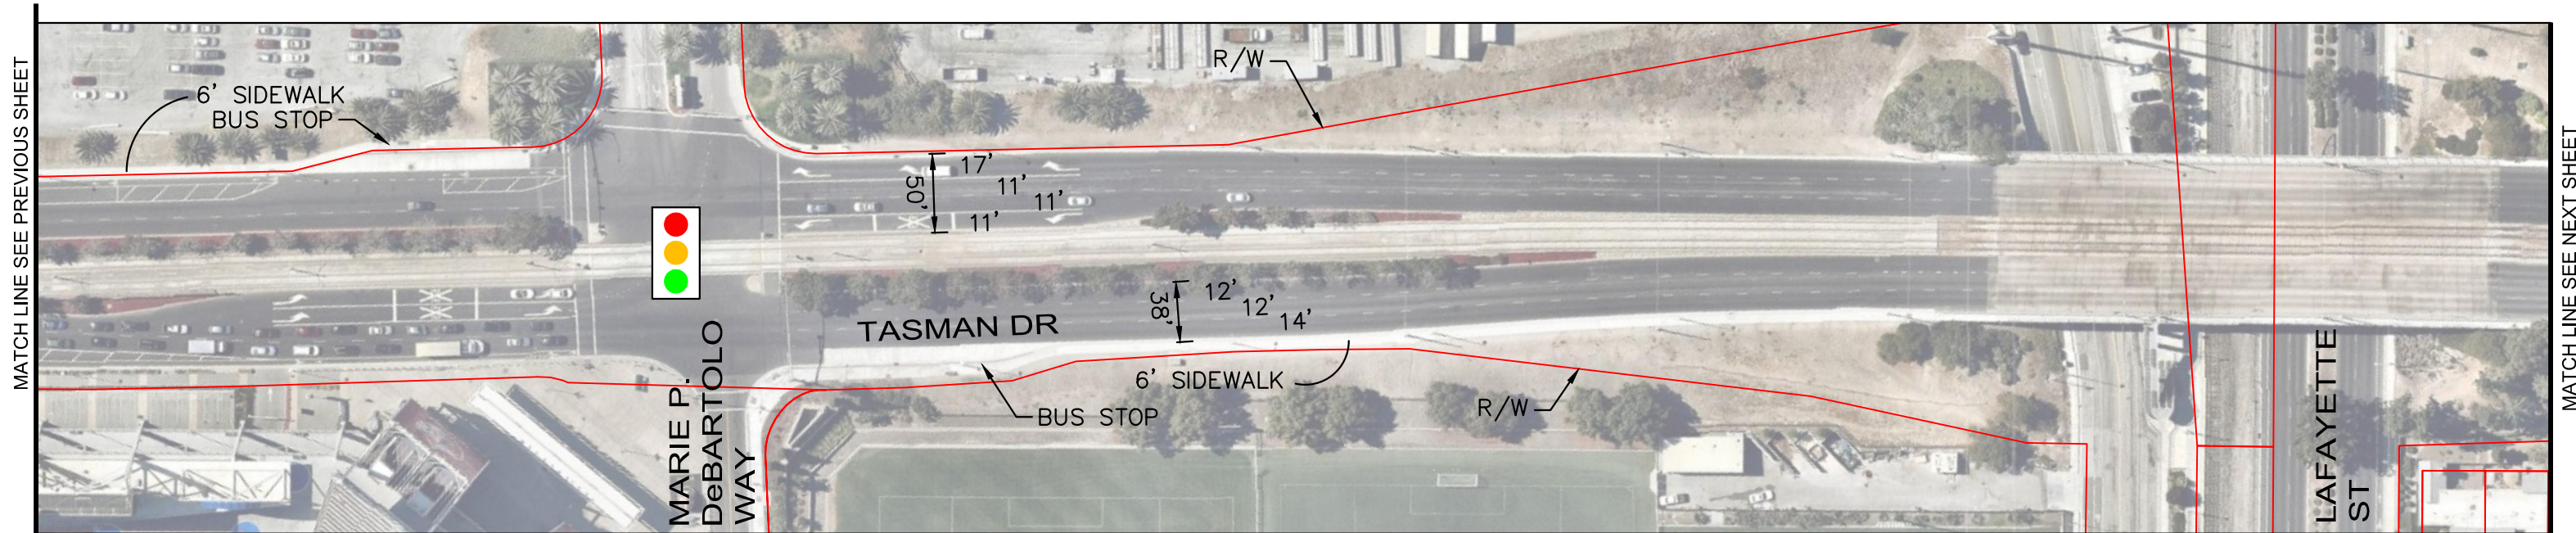 MATCH LINE SEE PREVIOUS SHEET
6' SIDEWALK
BUS STOP
R/W
17'
11'
11'
11'
50'
12'
12'
14'
38'
TASMAN DR
6' SIDEWALK
BUS STOP
R/W
MARIE P.
DeBARTOLO
WAY
LAFAYETTE
ST
MATCH LINE SEE NEXT SHEET